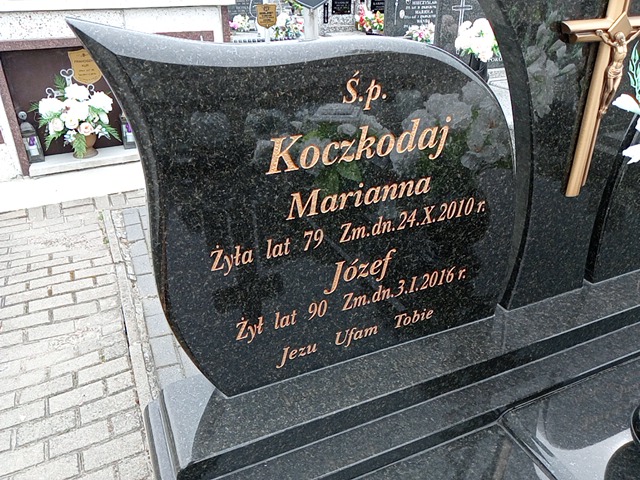 Ś.p.
Koczkodaj
Marianna
Żyła lat 79 Zm.dn.24.X.2010 r.
Józef
Żył lat 90 Zm.dn.3.I.2016 r.
Jezu Ufam Tobie